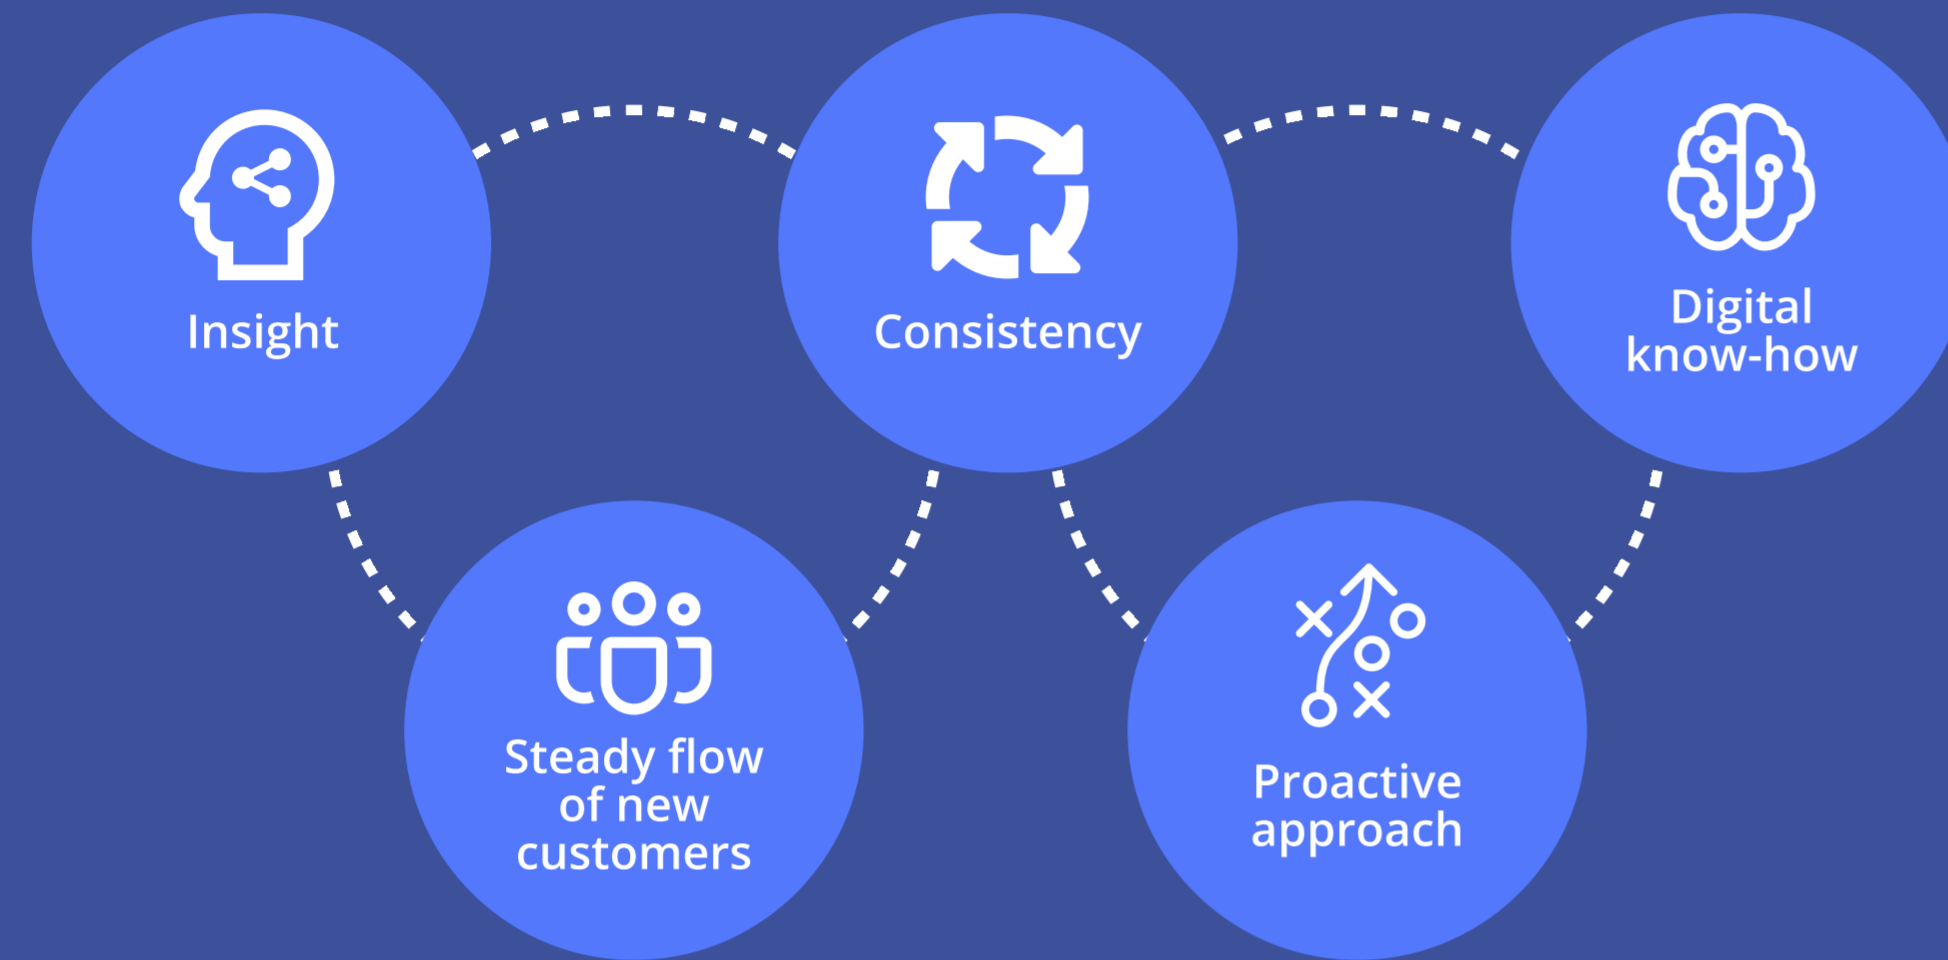 Insight
Consistency
Digital
know-how
Steady flow
of new
customers
Proactive
approach